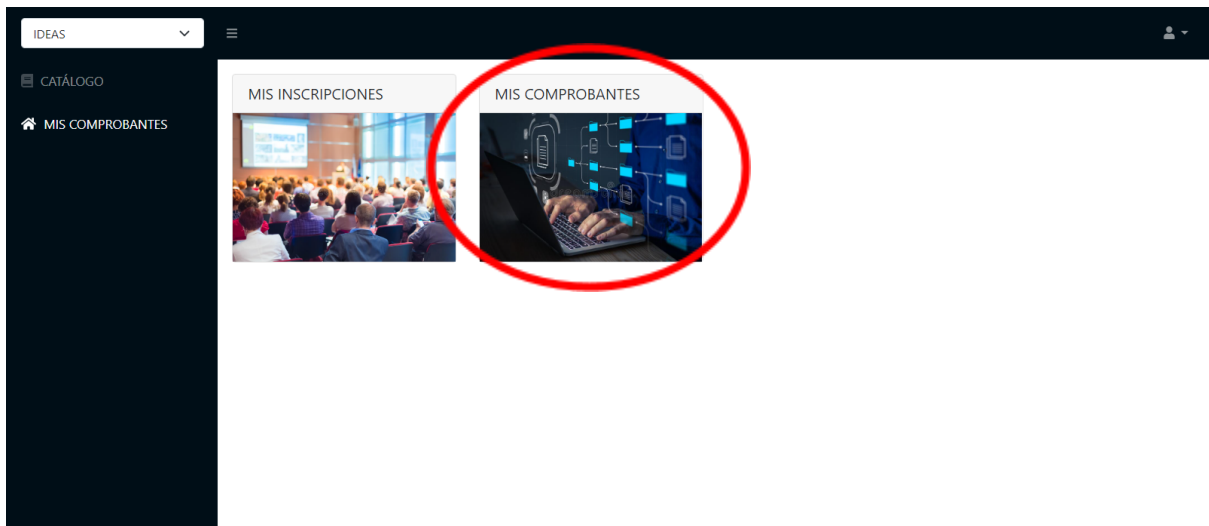 IDEAS
CATÁLOGO
MIS COMPROBANTES
MIS INSCRIPCIONES
MIS COMPROBANTES